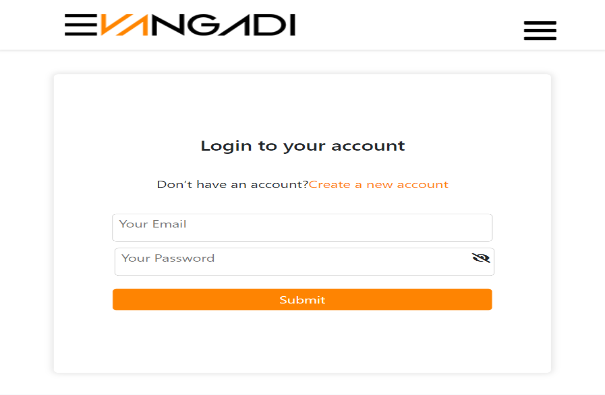 EVANGADI
Login to your account
Don't have an account?Create a new account
Your Email
Your Password
Submit